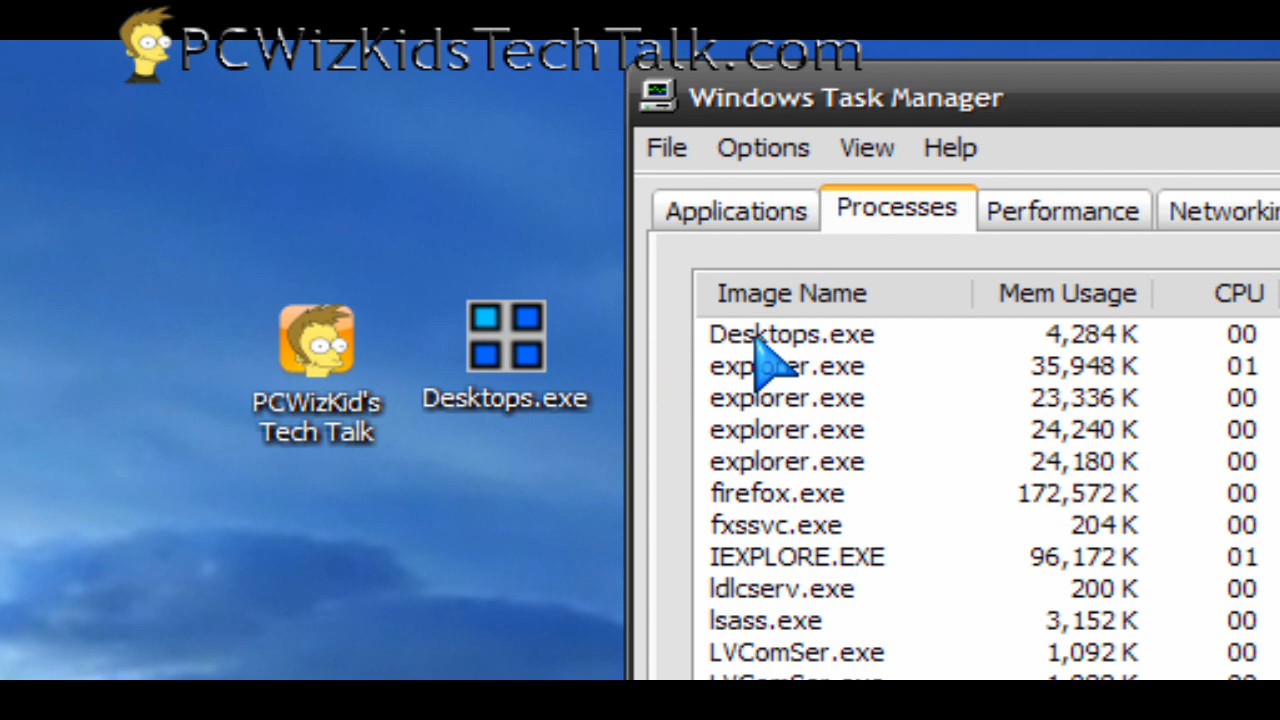 PCWizKidsTechTalk.com
PCWizKid's
Tech Talk
Desktops.exe
Windows Task Manager
File Options View Help
Applications Processes Performance
Image Name Mem Usage CPU
Desktops.exe 4,284 K 00
explorer.exe 35,948 K 01
explorer.exe 23,336 K 00
explorer.exe 24,240 K 00
explorer.exe 24,180 K 00
firefox.exe 172,572 K 00
fxssvc.exe 204 K 00
IEXPLORE.EXE 96,172 K 01
ldlcserv.exe 200 K 00
lsass.exe 3,152 K 00
LVComSer.exe 1,092 K 00